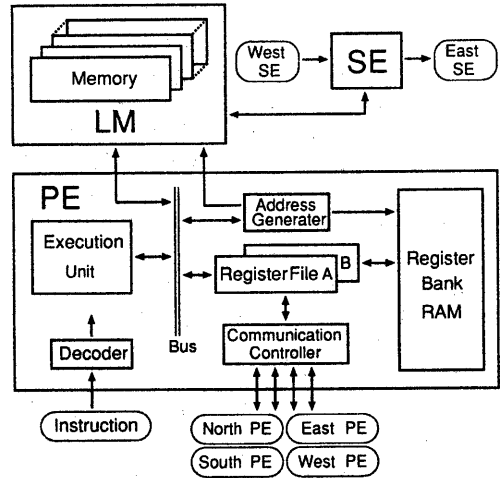 Memory
LM
West
SE
SE
East
SE
PE
Execution
Unit
Decoder
Instruction
Bus
Address
Generater
Register File A
B
Communication
Controller
Register
Bank
RAM
North PE
East PE
South PE
West PE